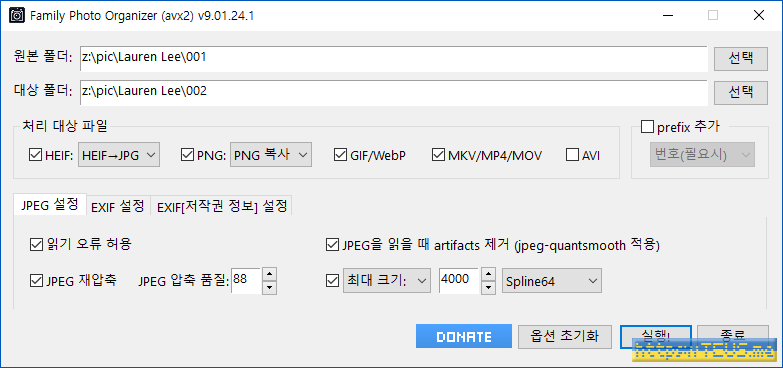 Family Photo Organizer (avx2) v9.01.24.1
원본 폴더: z:\pic\Lauren Lee\001 선택
대상 폴더: z:\pic\Lauren Lee\002 선택
처리 대상 파일 prefix 추가
HEIF: HEIF→JPG PNG: PNG 복사 GIF/WebP MKV/MP4/MOV AVI 번호(필요시)
JPEG 설정 EXIF 설정 EXIF[저작권 정보] 설정
읽기 오류 허용 JPEG을 읽을 때 artifacts 제거 (jpeg-quantsmooth 적용)
JPEG 재압축 JPEG 압축 품질: 88 최대 크기: 4000 Spline64
DONATE 옵션 초기화 실행! 종료